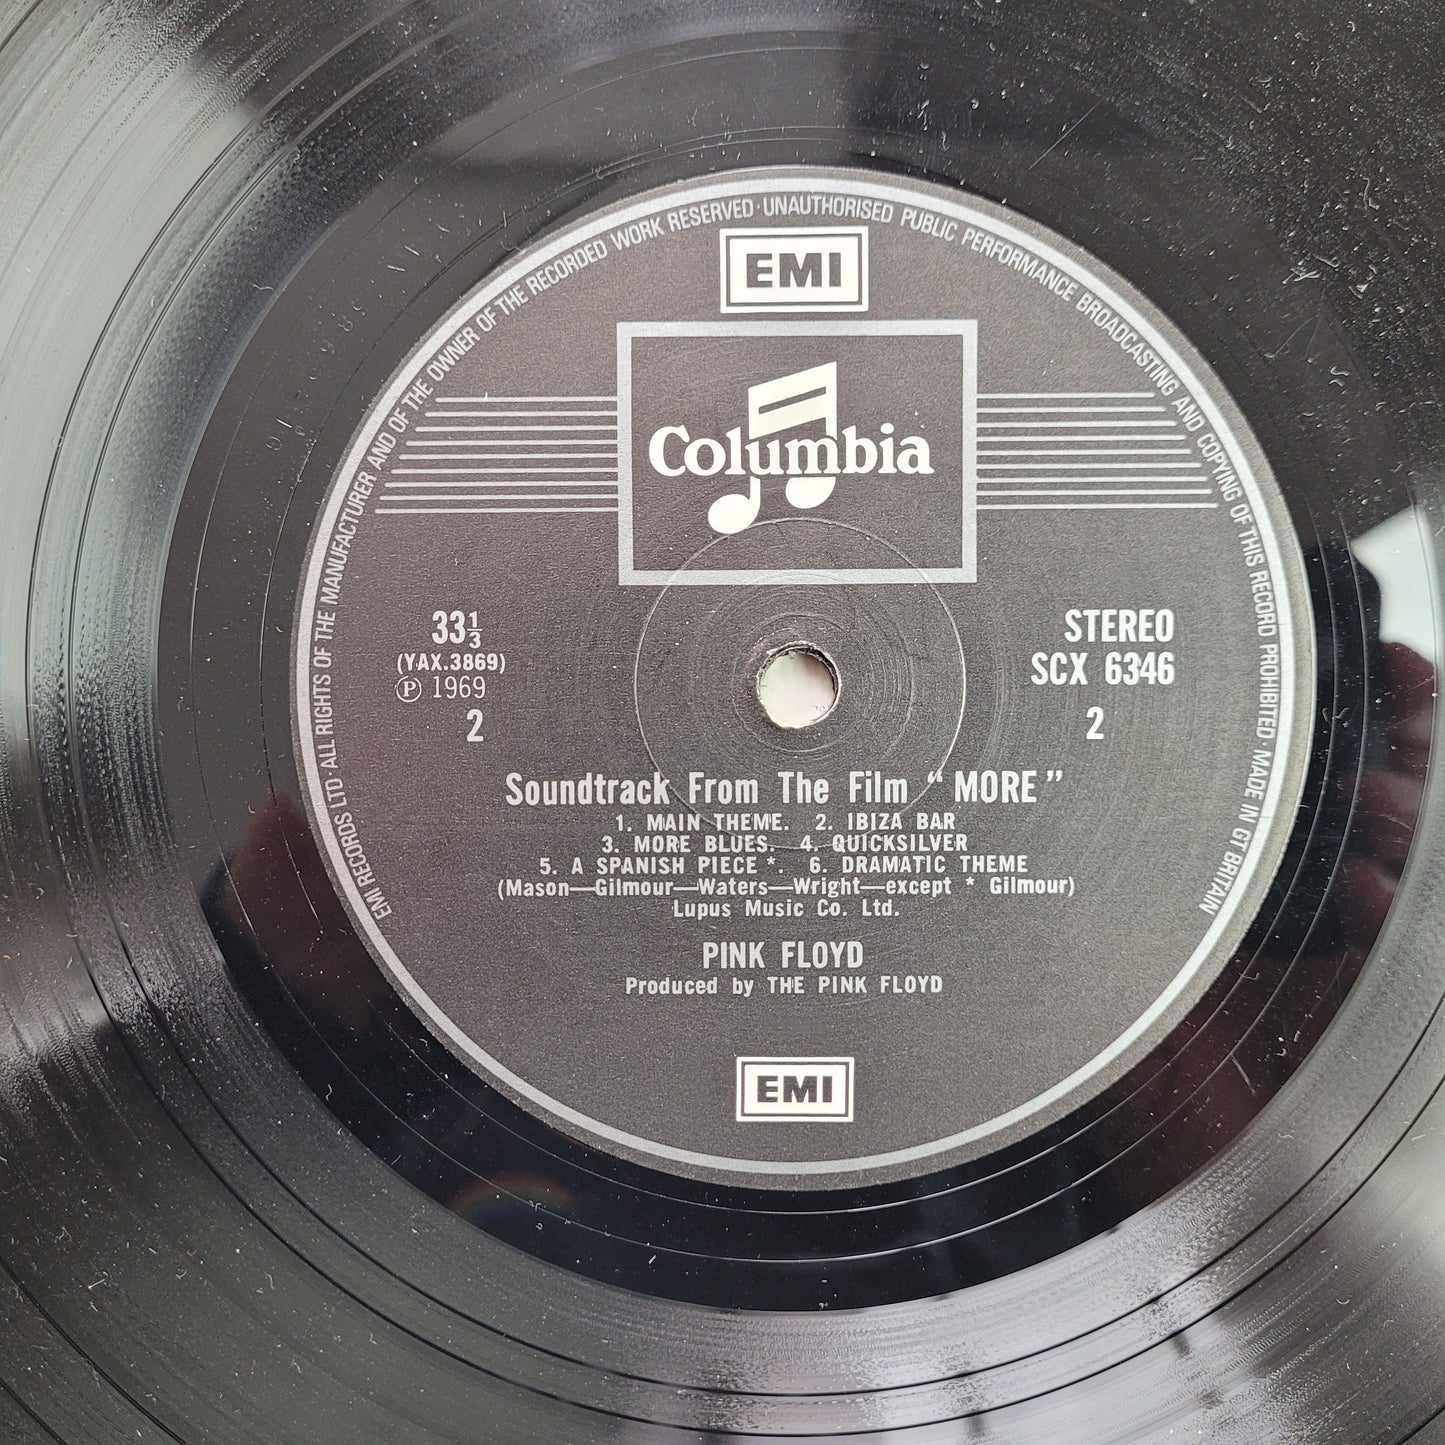 EMI RECORDS LTD · ALL RIGHTS OF THE MANUFACTURER AND OF THE OWNER OF THE RECORDED WORK RESERVED · UNAUTHORISED PUBLIC PERFORMANCE BROADCASTING AND COPYING OF THIS RECORD PROHIBITED · MADE IN GT BRITAIN
EMI
Columbia
33⅓
(YAX.3869)
Ⓟ 1969
2
STEREO
SCX 6346
2
Soundtrack From The Film “ MORE ”
1. MAIN THEME. 2. IBIZA BAR
3. MORE BLUES. 4. QUICKSILVER
5. A SPANISH PIECE * . 6. DRAMATIC THEME
(Mason—Gilmour—Waters—Wright—except * Gilmour)
Lupus Music Co. Ltd.
PINK FLOYD
Produced by THE PINK FLOYD
EMI